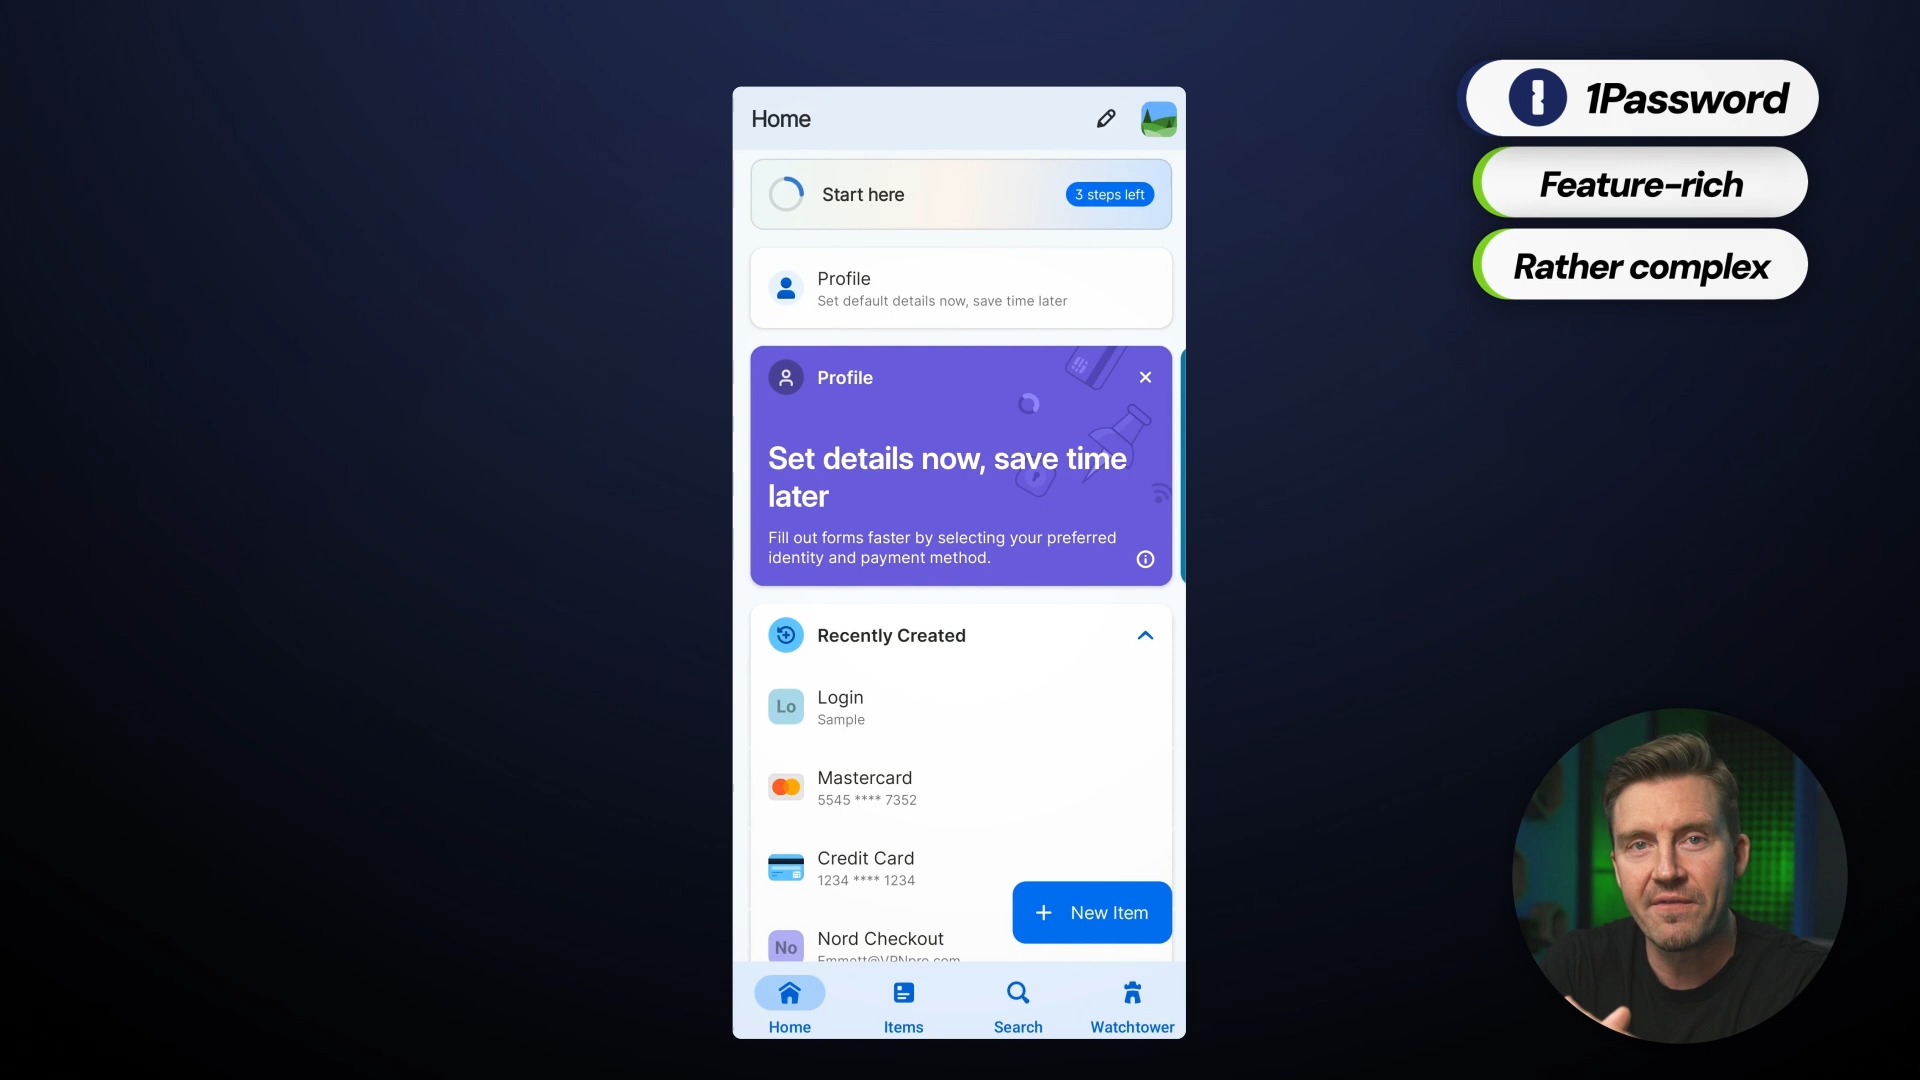 Home
Start here
3 steps left
Profile
Set default details now, save time later
Profile
Set details now, save time
later
Fill out forms faster by selecting your preferred
identity and payment method.
Recently Created
Lo
Login
Sample
Mastercard
5545 **** 7352
Credit Card
1234 **** 1234
New Item
No
Nord Checkout
Emmett@VPNpro.com
Home
Items
Search
Watchtower
1Password
Feature-rich
Rather complex